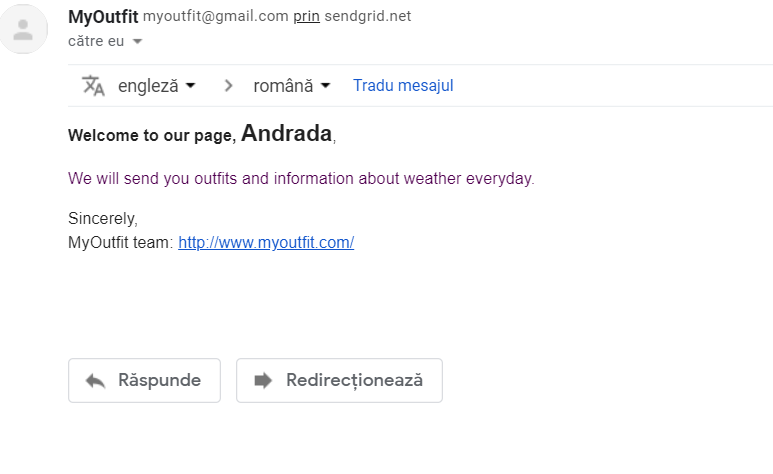 MyOutfit myoutfit@gmail.com prin sendgrid.net
către eu
engleză română Tradu mesajul
Welcome to our page, Andrada,
We will send you outfits and information about weather everyday.
Sincerely,
MyOutfit team: http://www.myoutfit.com/
Răspunde Redirecționează